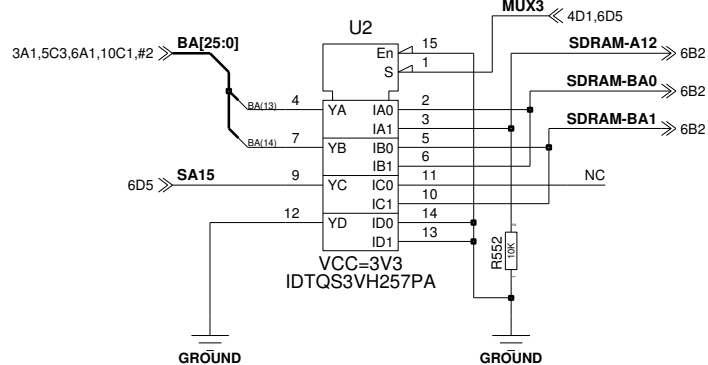 MUX3
4D1,6D5
U2
3A1,5C3,6A1,10C1,#2
BA[25:0]
En
15
S
1
SDRAM-A12
6B2
SDRAM-BA0
6B2
BA(13)
4
YA
IA0
2
IA1
3
SDRAM-BA1
6B2
BA(14)
7
YB
IB0
5
IB1
6
6D5
SA15
9
YC
IC0
11
NC
IC1
10
12
YD
ID0
14
ID1
13
R552
10K
2
1
VCC=3V3
IDTQS3VH257PA
GROUND
GROUND